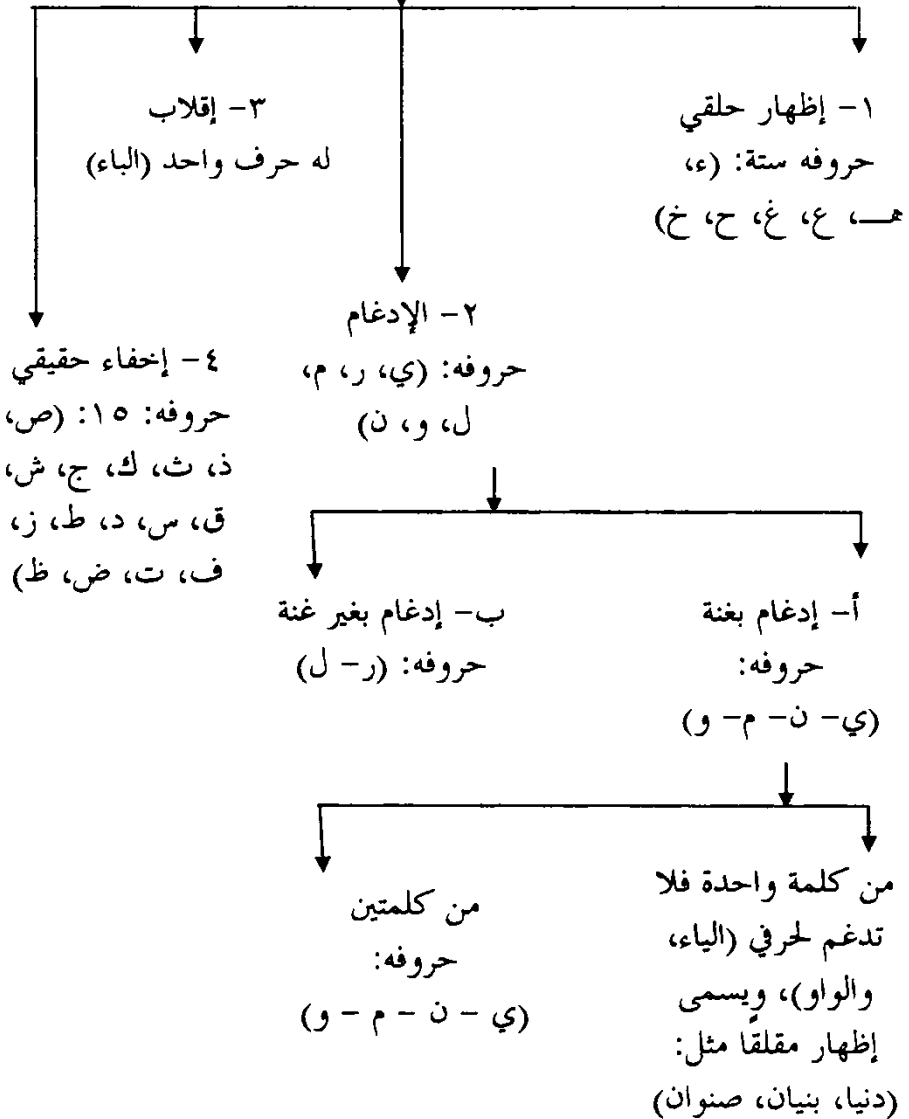 ١- إظهار حلقي
حروفه ستة: (ء،
هـ، ع، غ، ح، خ)
٣- إقلاب
له حرف واحد (الباء)
٢- الإدغام
حروفه: (ي، ر، م،
ل، و، ن)
٤- إخفاء حقيقي
حروفه: ١٥: (ص،
ذ، ث، ك، ج، ش،
ق، س، د، ط، ز،
ف، ت، ض، ظ)
أ- إدغام بغنة
حروفه:
(ي- ن- م- و)
ب- إدغام بغير غنة
حروفه: (ر- ل)
من كلمة واحدة فلا
تدغم لحرفي (الياء،
والواو)، ويسمى
إظهار مقلقًا مثل:
(دنيا، بنيان، صنوان)
من كلمتين
حروفه:
(ي - ن - م - و)